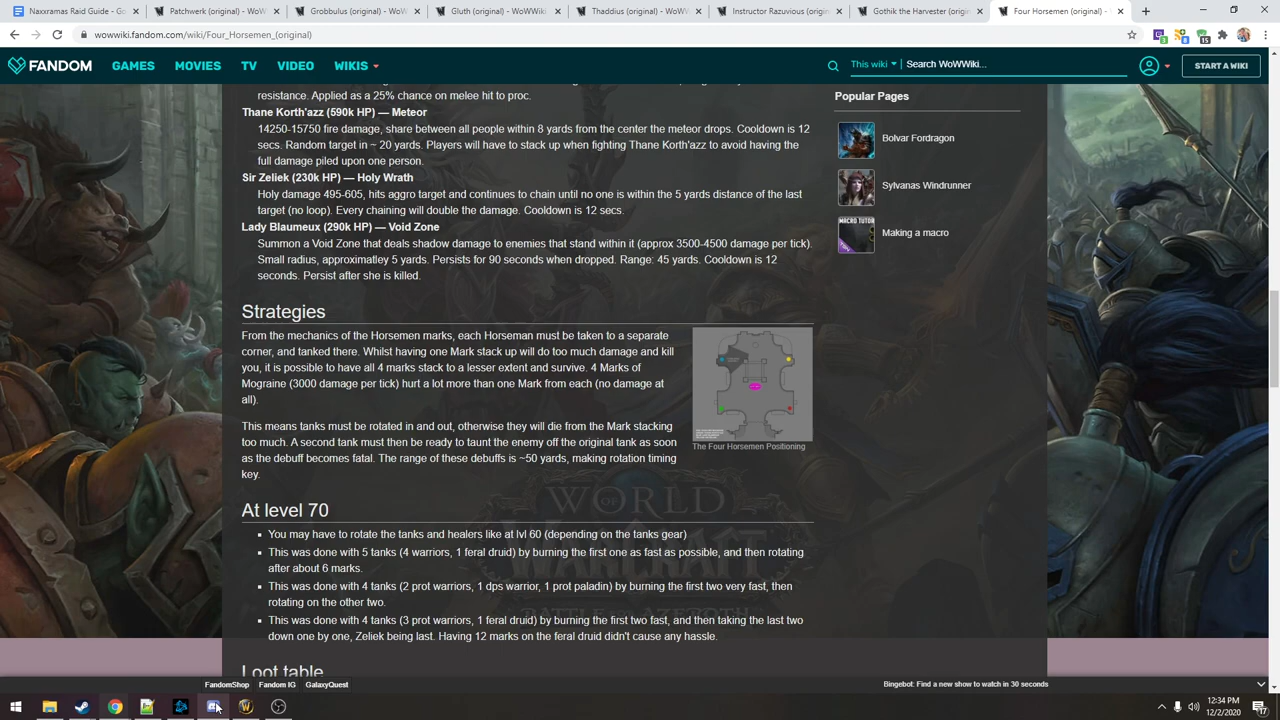 Naxxramas Raid Guide - Go
Patchwerk (original) - WoW
Grobbulus (original) - WoW
Gluth (original) - WoWWiki
Thaddius (original) - WoWW
Instructor Razuvious (origin
Gothik the Harvester (origin
Four Horsemen (original) -
wowwiki.fandom.com/wiki/Four_Horsemen_(original)
3
8
15
FANDOM
GAMES
MOVIES
TV
VIDEO
WIKIS
This wiki
Search WoWWiki...
START A WIKI
resistance. Applied as a 25% chance on melee hit to proc.
Thane Korth'azz (590k HP) — Meteor
14250-15750 fire damage, share between all people within 8 yards from the center the meteor drops. Cooldown is 12
secs. Random target in ~ 20 yards. Players will have to stack up when fighting Thane Korth'azz to avoid having the
full damage piled upon one person.
Sir Zeliek (230k HP) — Holy Wrath
Holy damage 495-605, hits aggro target and continues to chain until no one is within the 5 yards distance of the last
target (no loop). Every chaining will double the damage. Cooldown is 12 secs.
Lady Blaumeux (290k HP) — Void Zone
Summon a Void Zone that deals shadow damage to enemies that stand within it (approx 3500-4500 damage per tick).
Small radius, approximatley 5 yards. Persists for 90 seconds when dropped. Range: 45 yards. Cooldown is 12
seconds. Persist after she is killed.
Strategies
From the mechanics of the Horsemen marks, each Horseman must be taken to a separate
corner, and tanked there. Whilst having one Mark stack up will do too much damage and kill
you, it is possible to have all 4 marks stack to a lesser extent and survive. 4 Marks of
Mograine (3000 damage per tick) hurt a lot more than one Mark from each (no damage at
all).
The Four Horsemen Positioning
This means tanks must be rotated in and out, otherwise they will die from the Mark stacking
too much. A second tank must then be ready to taunt the enemy off the original tank as soon
as the debuff becomes fatal. The range of these debuffs is ~50 yards, making rotation timing
key.
At level 70
You may have to rotate the tanks and healers like at lvl 60 (depending on the tanks gear)
This was done with 5 tanks (4 warriors, 1 feral druid) by burning the first one as fast as possible, and then rotating
after about 6 marks.
This was done with 4 tanks (2 prot warriors, 1 dps warrior, 1 prot paladin) by burning the first two very fast, then
rotating on the other two.
This was done with 4 tanks (3 prot warriors, 1 feral druid) by burning the first two fast, and then taking the last two
down one by one, Zeliek being last. Having 12 marks on the feral druid didn't cause any hassle.
Loot table
WORLD
OF
WARCRAFT
BATTLE FOR AZEROTH
Popular Pages
Bolvar Fordragon
Sylvanas Windrunner
MACRO TUTOR
Making a macro
FandomShop
Fandom IG
GalaxyQuest
Bingebot: Find a new show to watch in 30 seconds
12:34 PM
12/2/2020
17